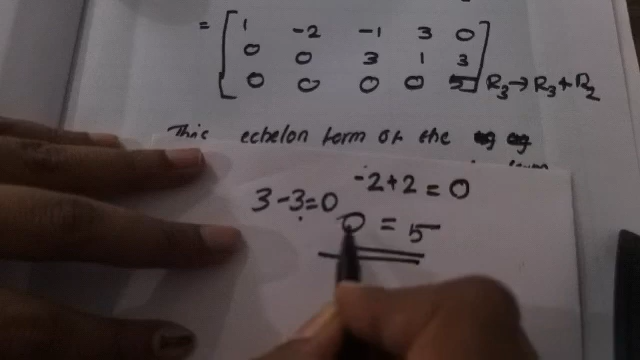 = [ 1 -2 -1 3 0
0 0 3 1 3
0 0 0 0 5 ] R3 → R3 + R2
This echelon form of the
-2+2=0
3-3=0
0 = 5